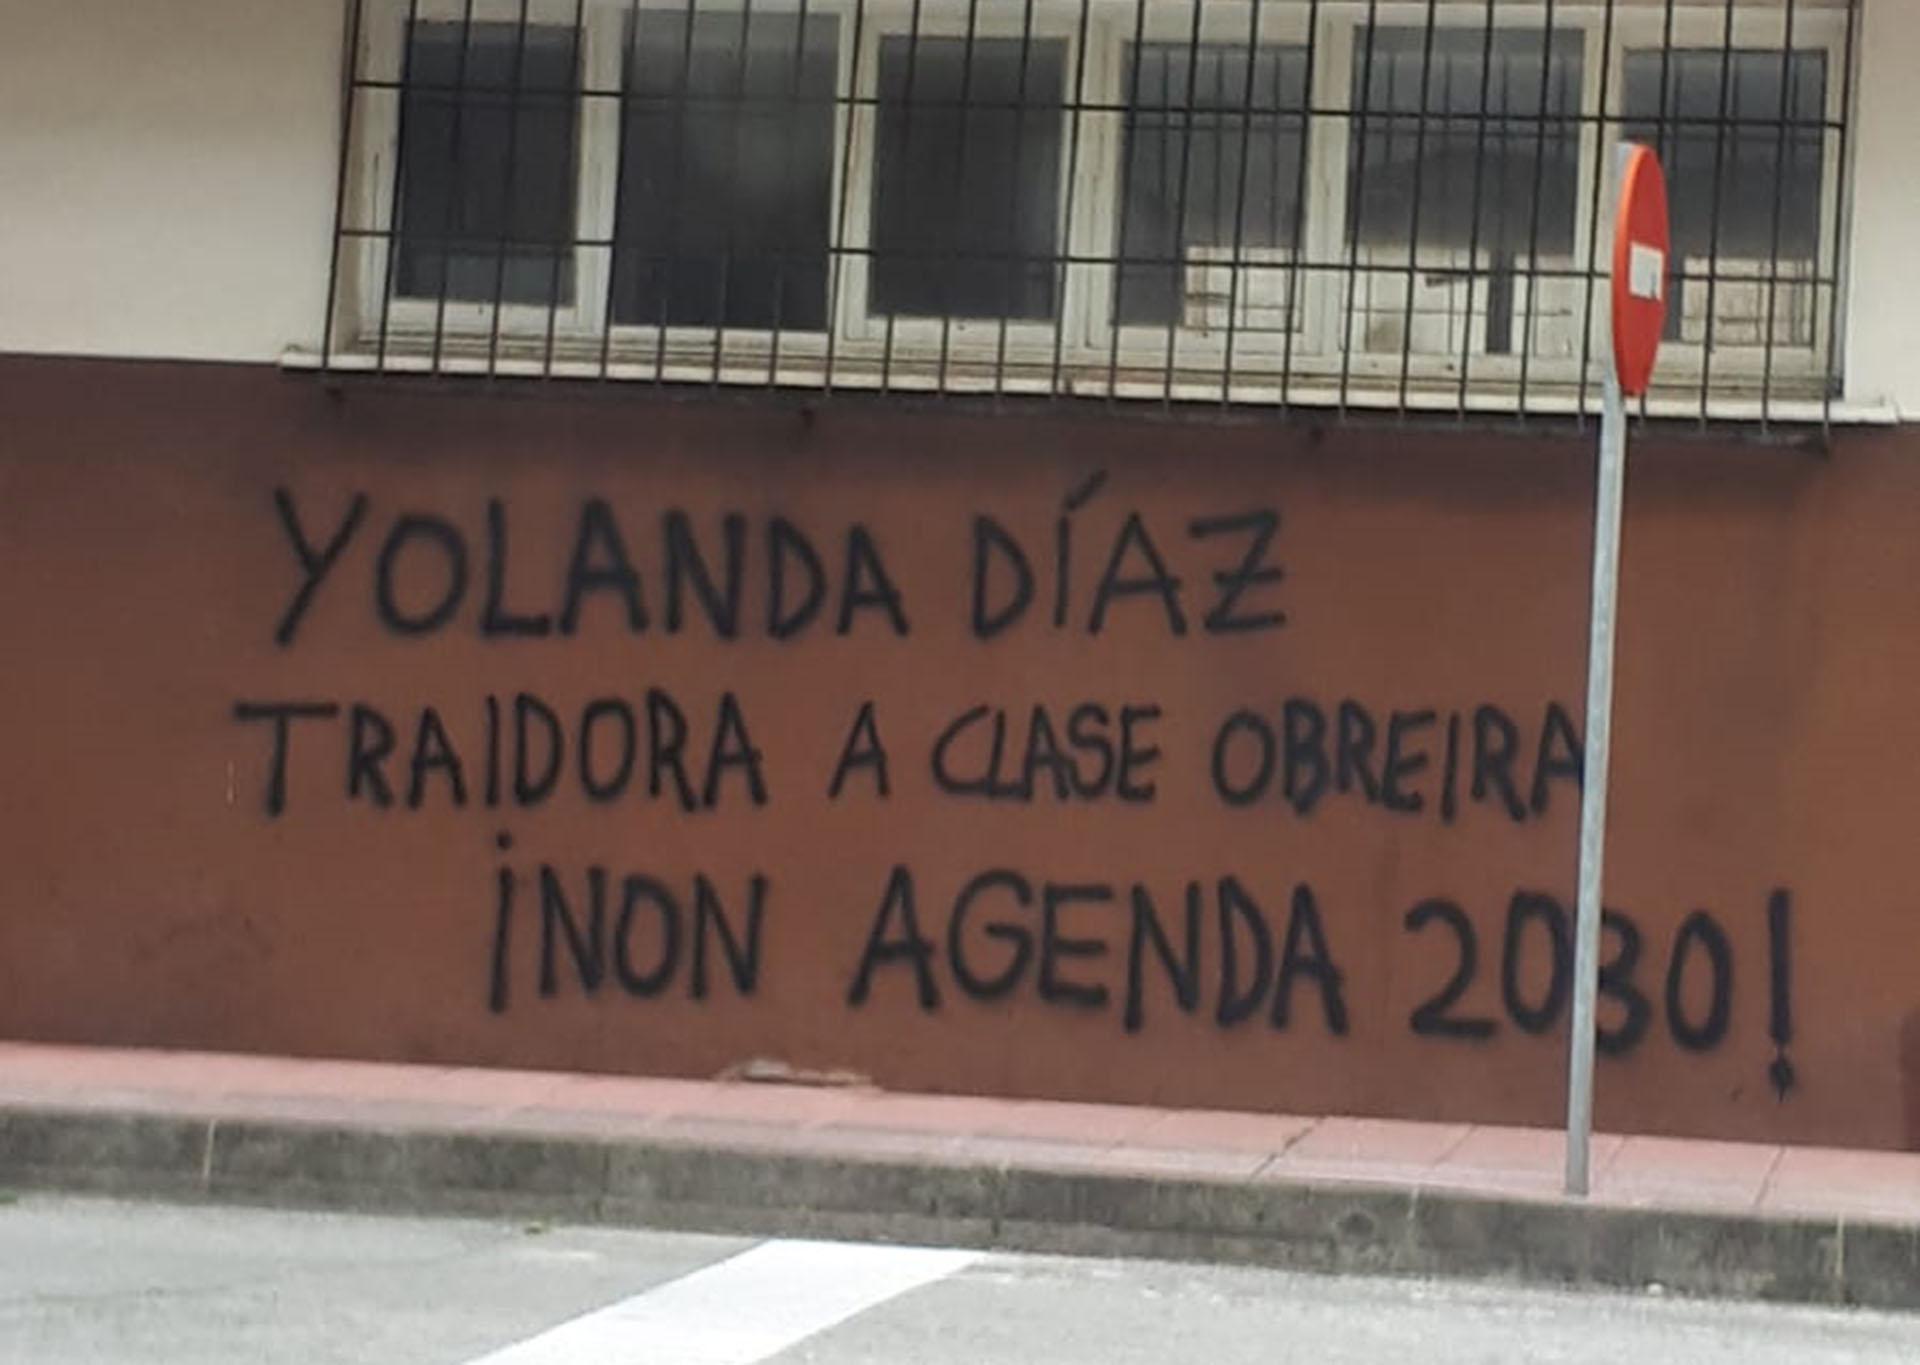 YOLANDA DÍAZ
TRAIDORA A CLASE OBREIRA
¡NON AGENDA 2030!